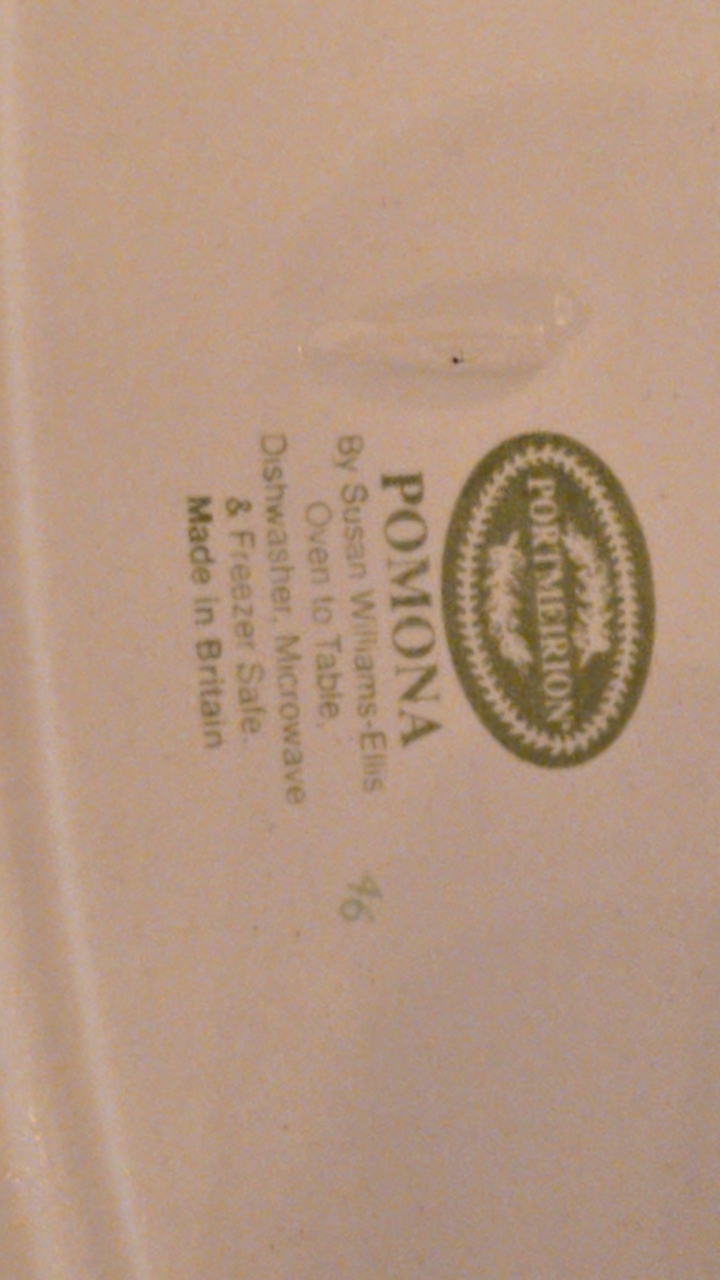 PORTMEIRION
POMONA
By Susan Williams-Ellis
Oven to Table,
Dishwasher, Microwave
& Freezer Safe.
Made in Britain
46